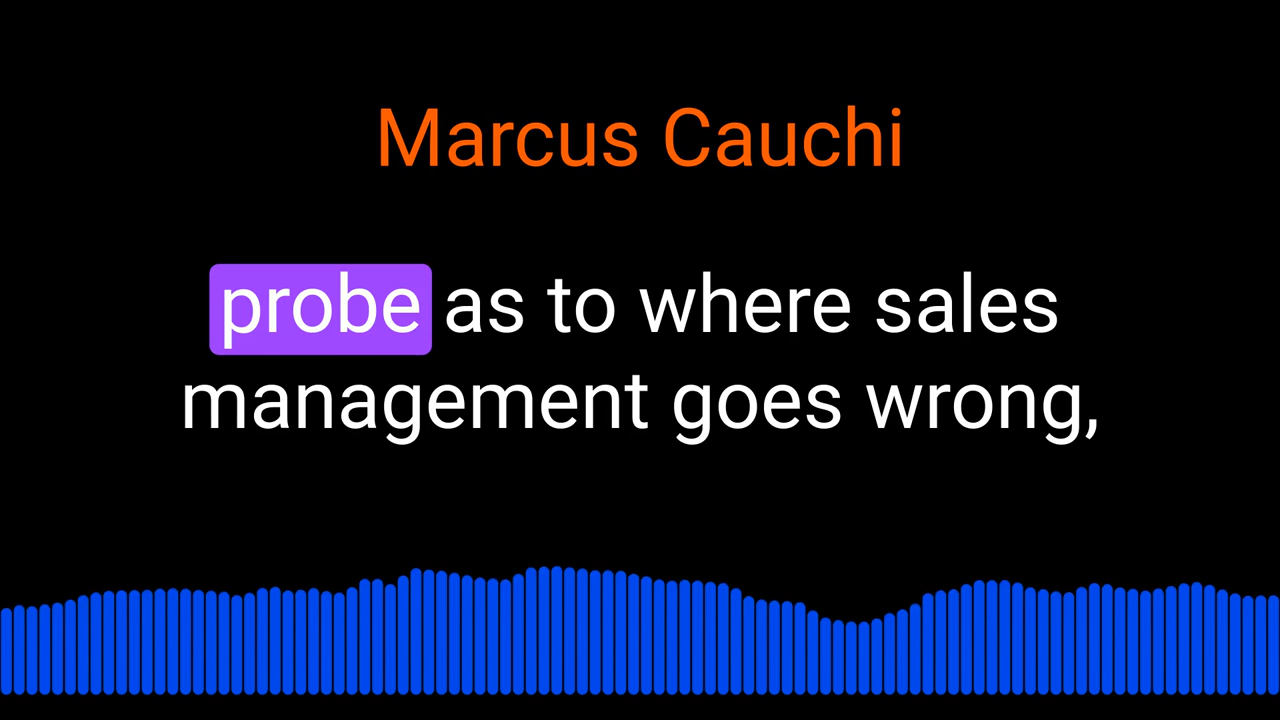 Marcus Cauchi
probe as to where sales
management goes wrong,